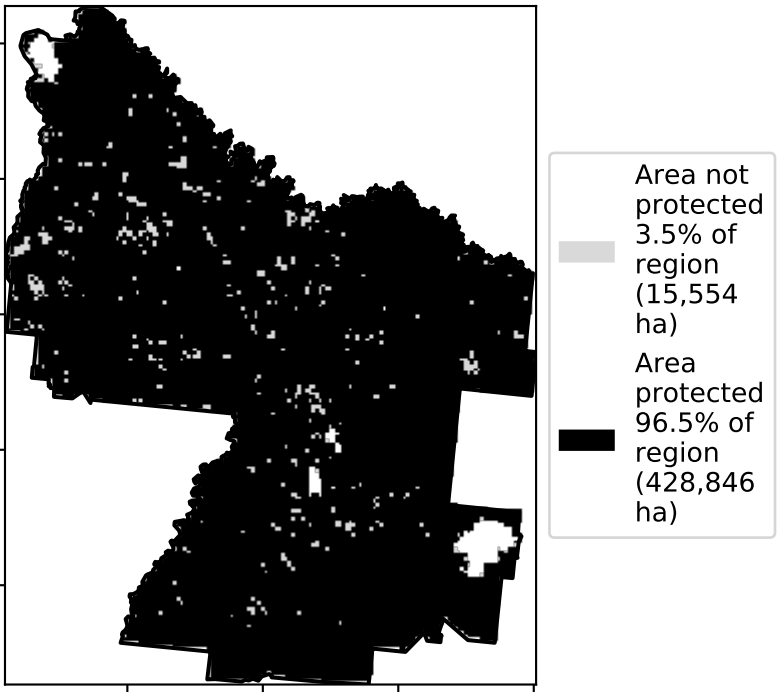 Area not
protected
3.5% of
region
(15,554
ha)
Area
protected
96.5% of
region
(428,846
ha)